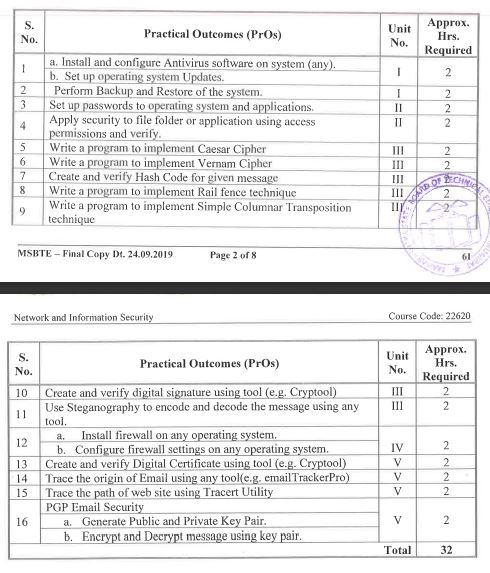 S. No. Practical Outcomes (PrOs) Unit No. Approx. Hrs. Required
1 a. Install and configure Antivirus software on system (any). I 2
b. Set up operating system Updates.
2 Perform Backup and Restore of the system. I 2
3 Set up passwords to operating system and applications. II 2
4 Apply security to file folder or application using access II 2
permissions and verify.
5 Write a program to implement Caesar Cipher III 2
6 Write a program to implement Vernam Cipher III 2
7 Create and verify Hash Code for given message III 2
8 Write a program to implement Rail fence technique III 2
9 Write a program to implement Simple Columnar Transposition III 2
technique
BOARD OF TECHNICAL
MSBTE – Final Copy Dt. 24.09.2019 Page 2 of 8 61
Network and Information Security Course Code: 22620
S. No. Practical Outcomes (PrOs) Unit No. Approx. Hrs. Required
10 Create and verify digital signature using tool (e.g. Cryptool) III 2
11 Use Steganography to encode and decode the message using any III 2
tool.
12 a. Install firewall on any operating system.
b. Configure firewall settings on any operating system. IV 2
13 Create and verify Digital Certificate using tool (e.g. Cryptool) V 2
14 Trace the origin of Email using any tool(e.g. emailTrackerPro) V 2
15 Trace the path of web site using Tracert Utility V 2
16 PGP Email Security
a. Generate Public and Private Key Pair. V 2
b. Encrypt and Decrypt message using key pair.
Total 32